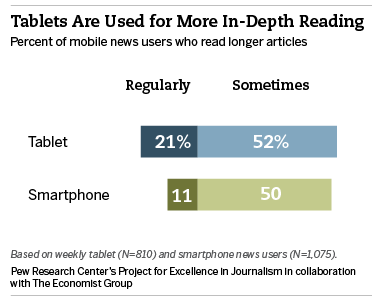 Tablets Are Used for More In-Depth Reading
Percent of mobile news users who read longer articles
Regularly Sometimes
Tablet 21% 52%
Smartphone 11 50
Based on weekly tablet (N=810) and smartphone news users (N=1,075).
Pew Research Center's Project for Excellence in Journalism in collaboration
with The Economist Group